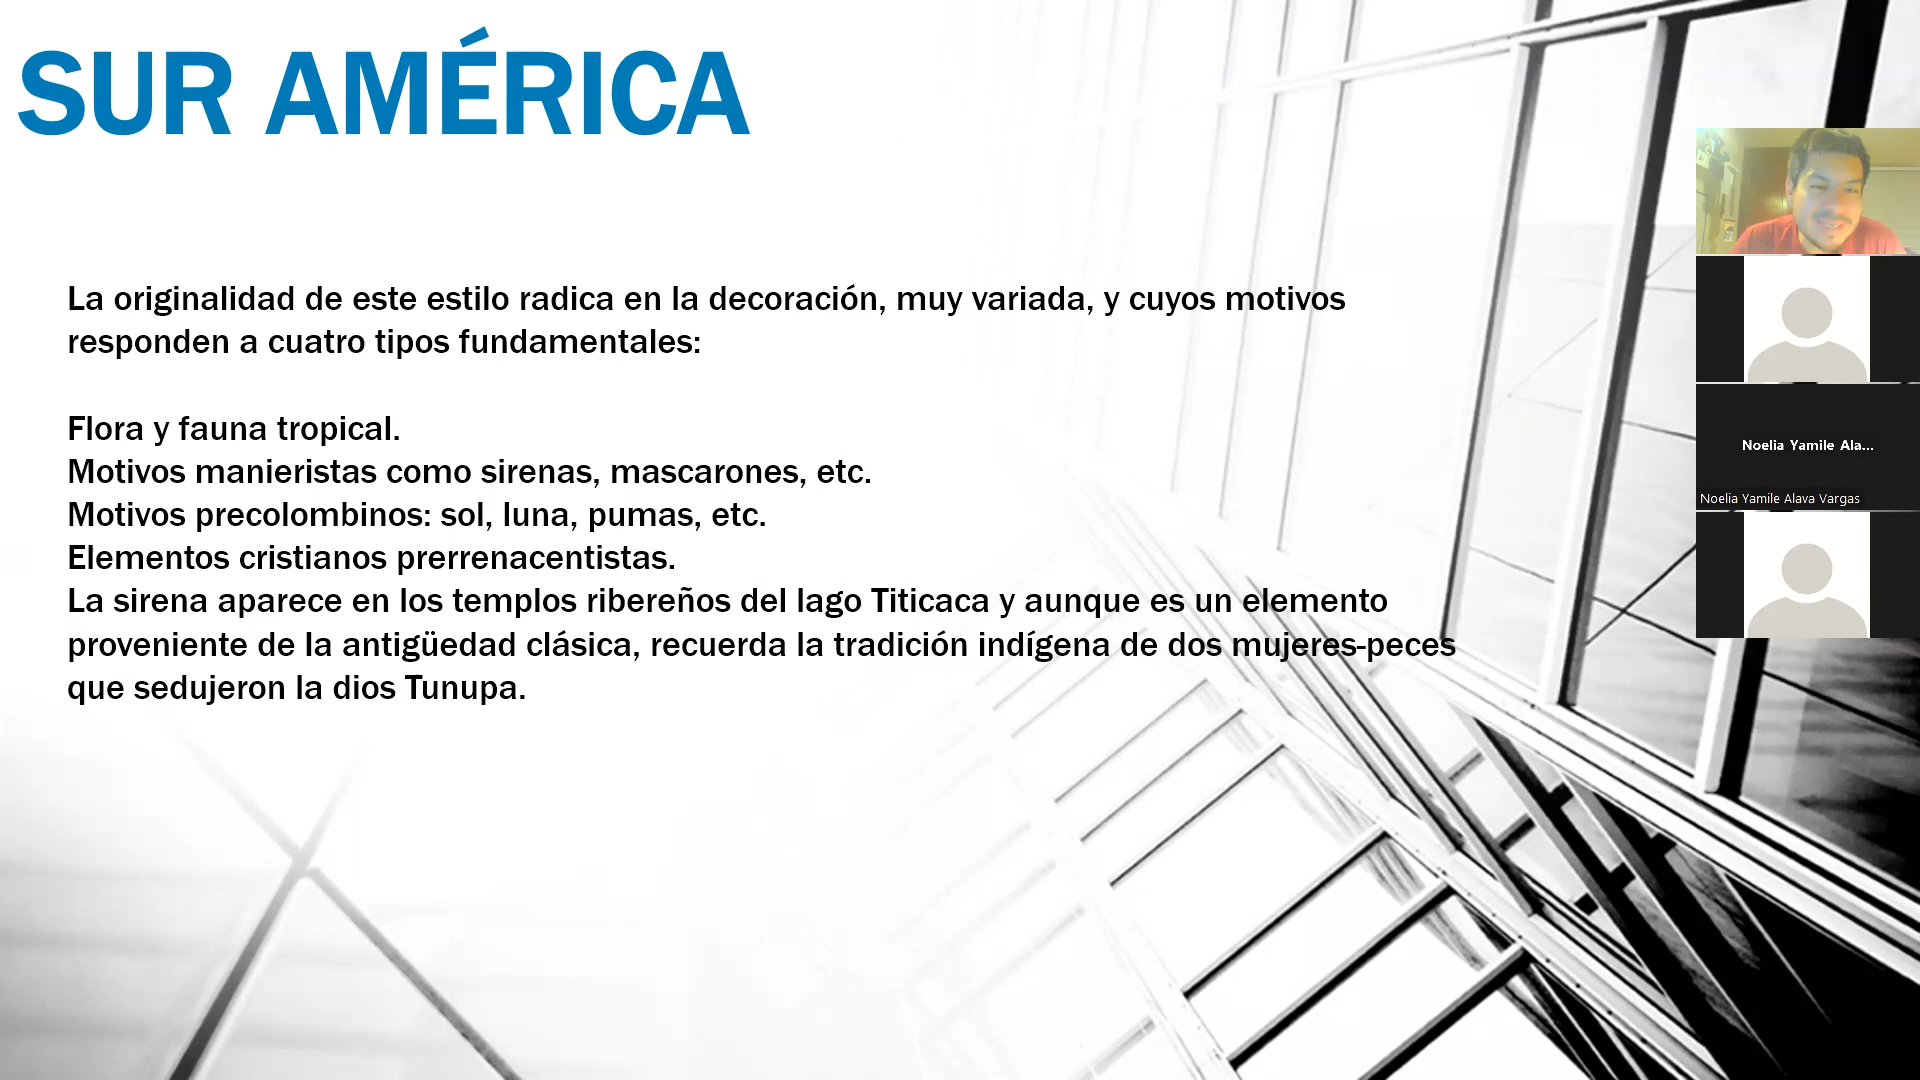 SUR AMÉRICA
La originalidad de este estilo radica en la decoración, muy variada, y cuyos motivos
responden a cuatro tipos fundamentales:
Flora y fauna tropical.
Motivos manieristas como sirenas, mascarones, etc.
Motivos precolombinos: sol, luna, pumas, etc.
Elementos cristianos prerrenacentistas.
La sirena aparece en los templos ribereños del lago Titicaca y aunque es un elemento
proveniente de la antigüedad clásica, recuerda la tradición indígena de dos mujeres-peces
que sedujeron la dios Tunupa.
Noelia Yamile Ala...
Noelia Yamile Alava Vargas